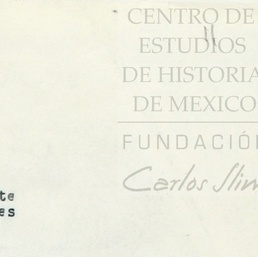 CENTRO DE
ESTUDIOS
DE HISTORIA
DE MEXICO
FUNDACIÓN
Carlos Slim
te
es